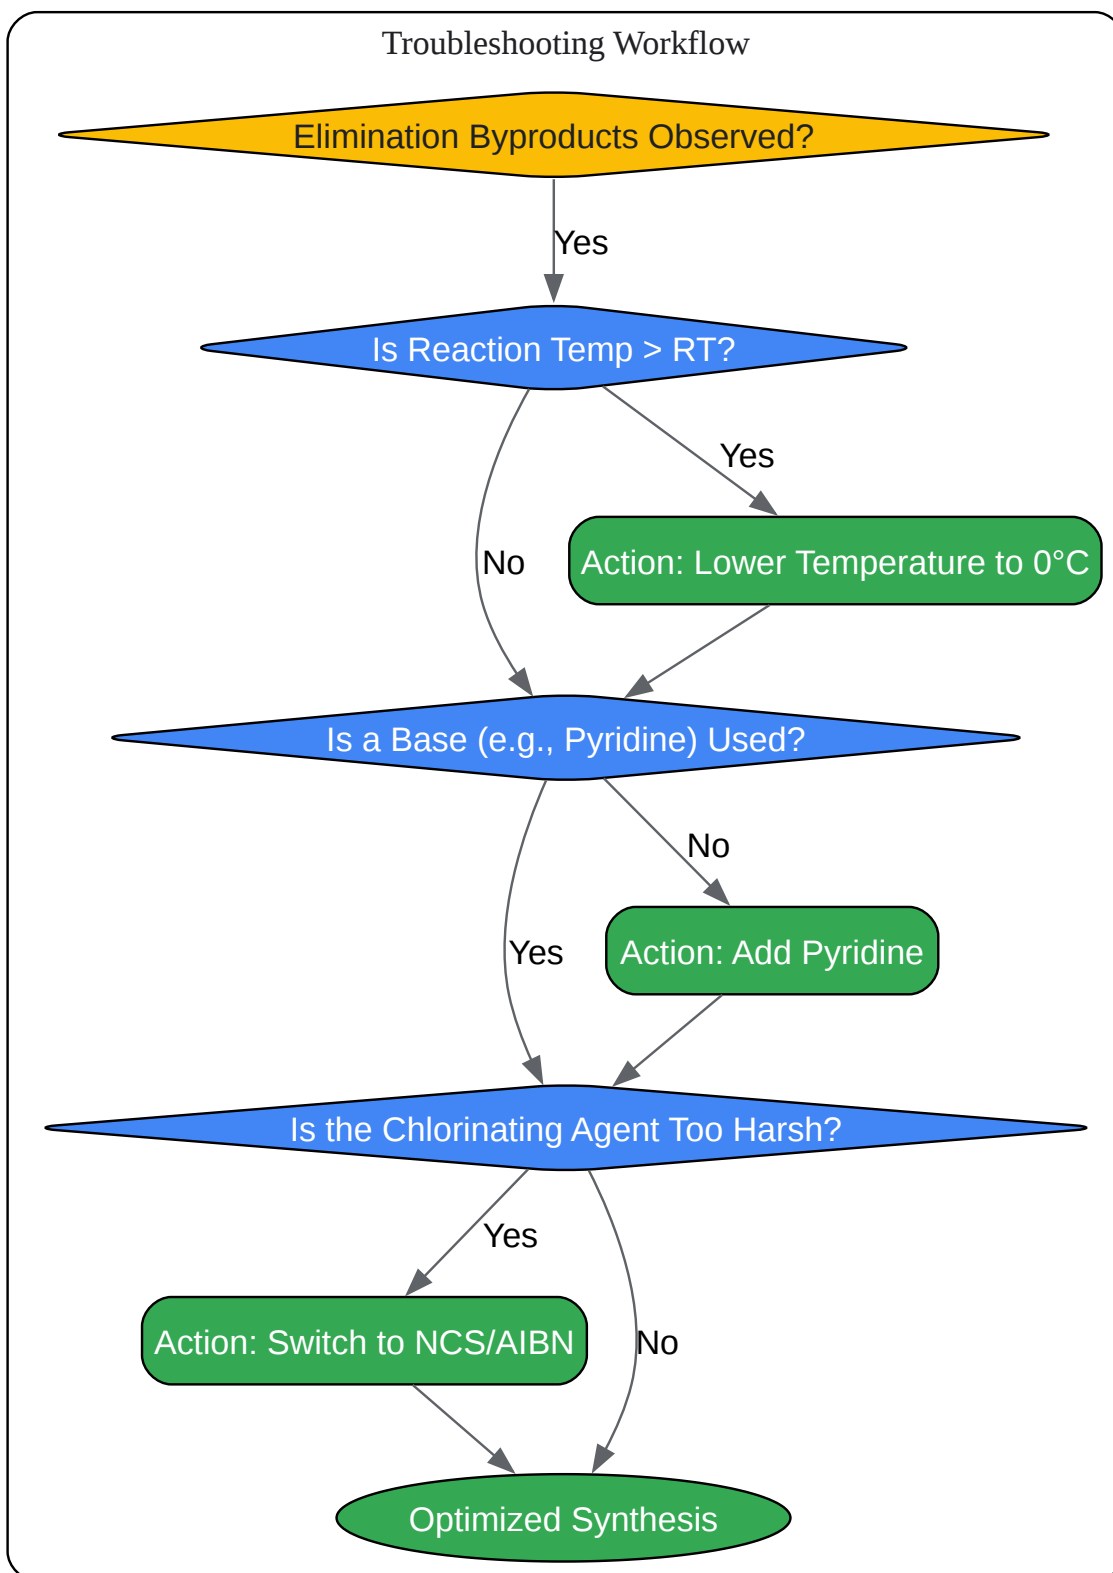 Troubleshooting Workflow
Elimination Byproducts Observed?
Yes
Is Reaction Temp > RT?
Yes
No
Action: Lower Temperature to 0°C
Is a Base (e.g., Pyridine) Used?
No
Yes
Action: Add Pyridine
Is the Chlorinating Agent Too Harsh?
Yes
Action: Switch to NCS/AIBN
No
Optimized Synthesis